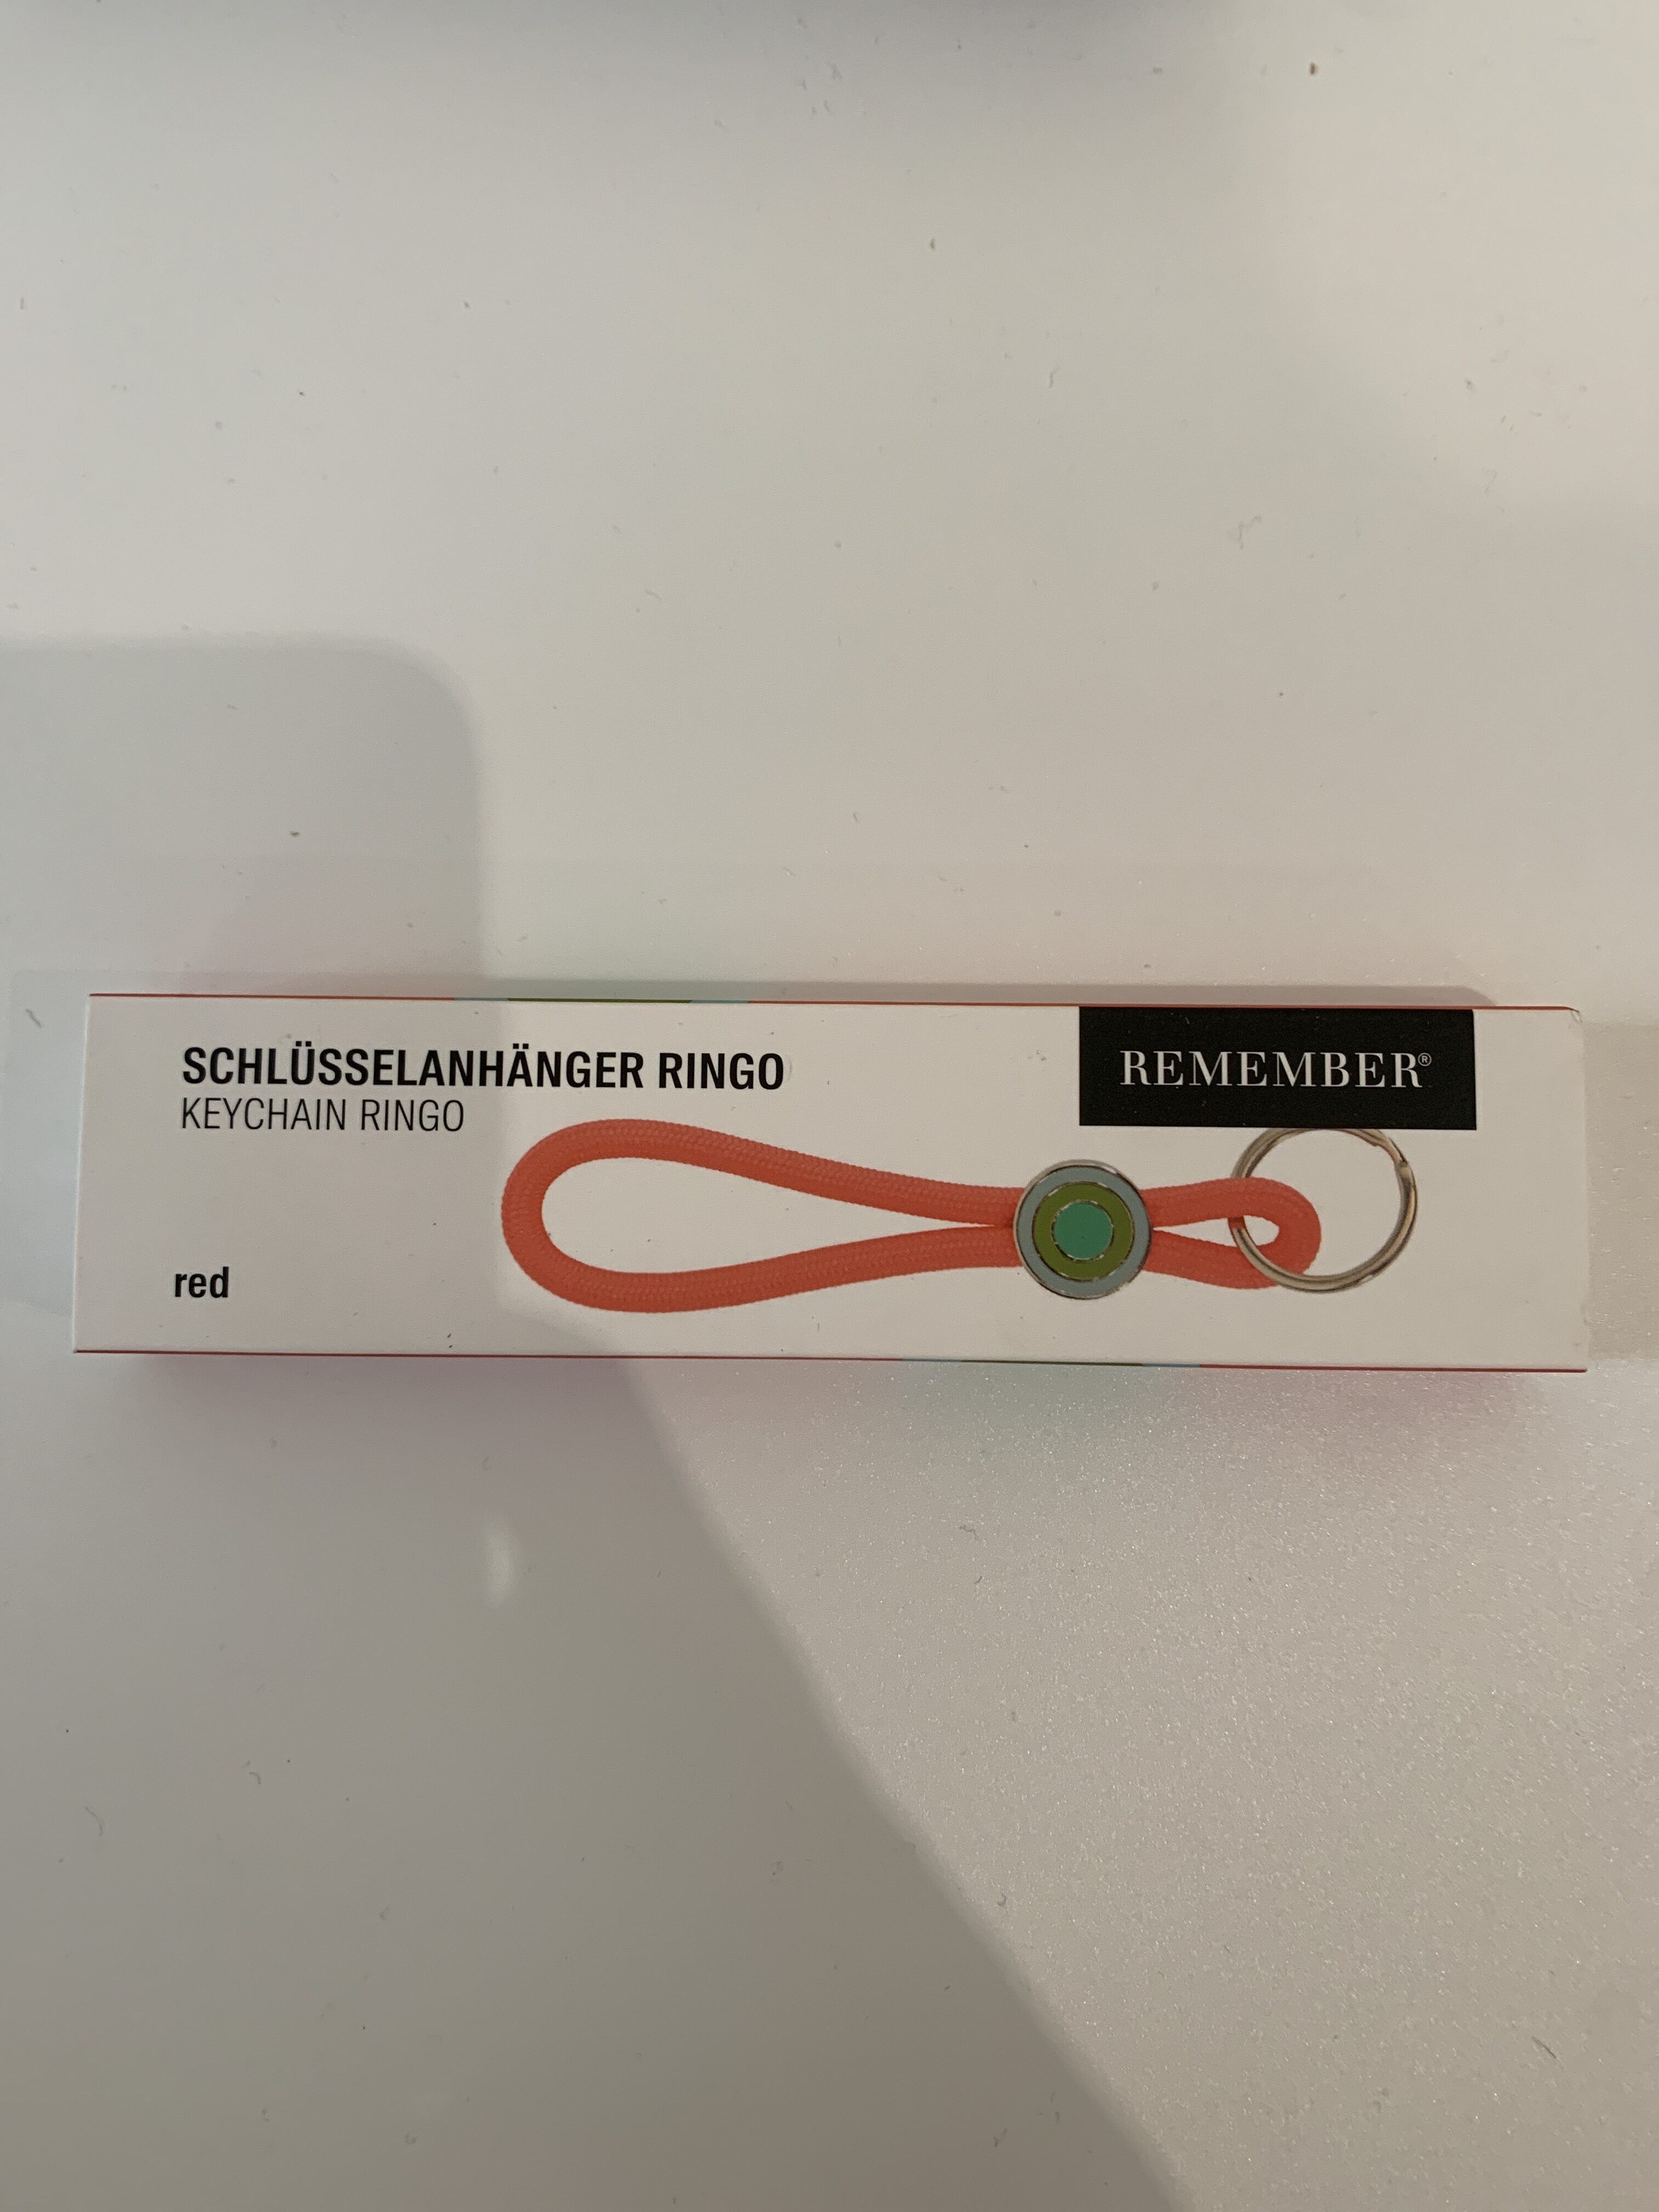 SCHLÜSSELANHÄNGER RINGO
KEYCHAIN RINGO
REMEMBER®
red